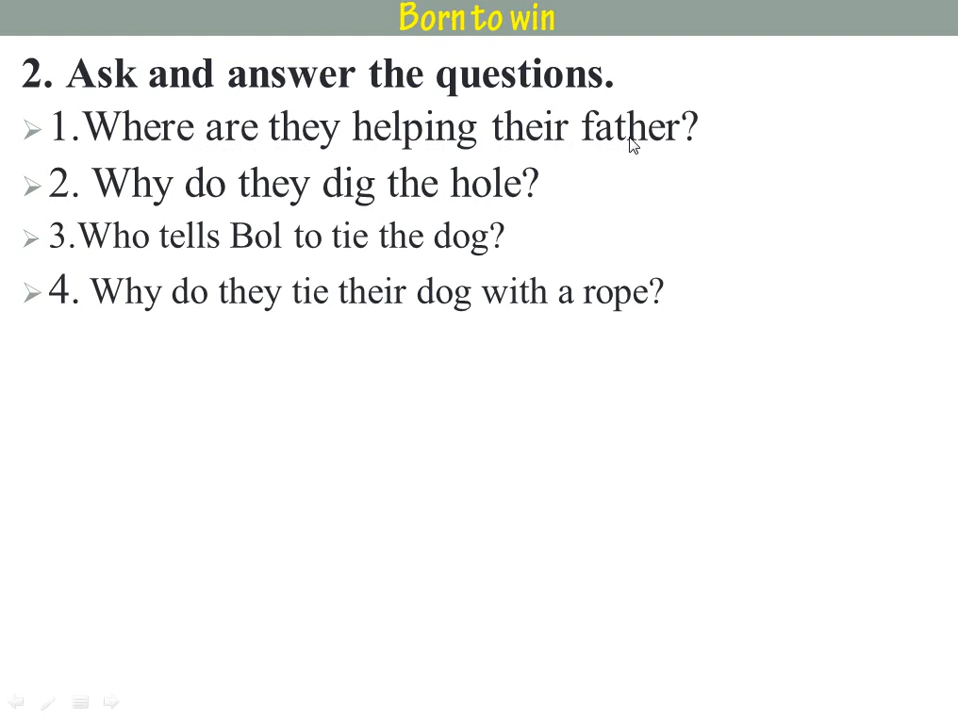 Born to win
2. Ask and answer the questions.
1.Where are they helping their father?
2. Why do they dig the hole?
3.Who tells Bol to tie the dog?
4. Why do they tie their dog with a rope?